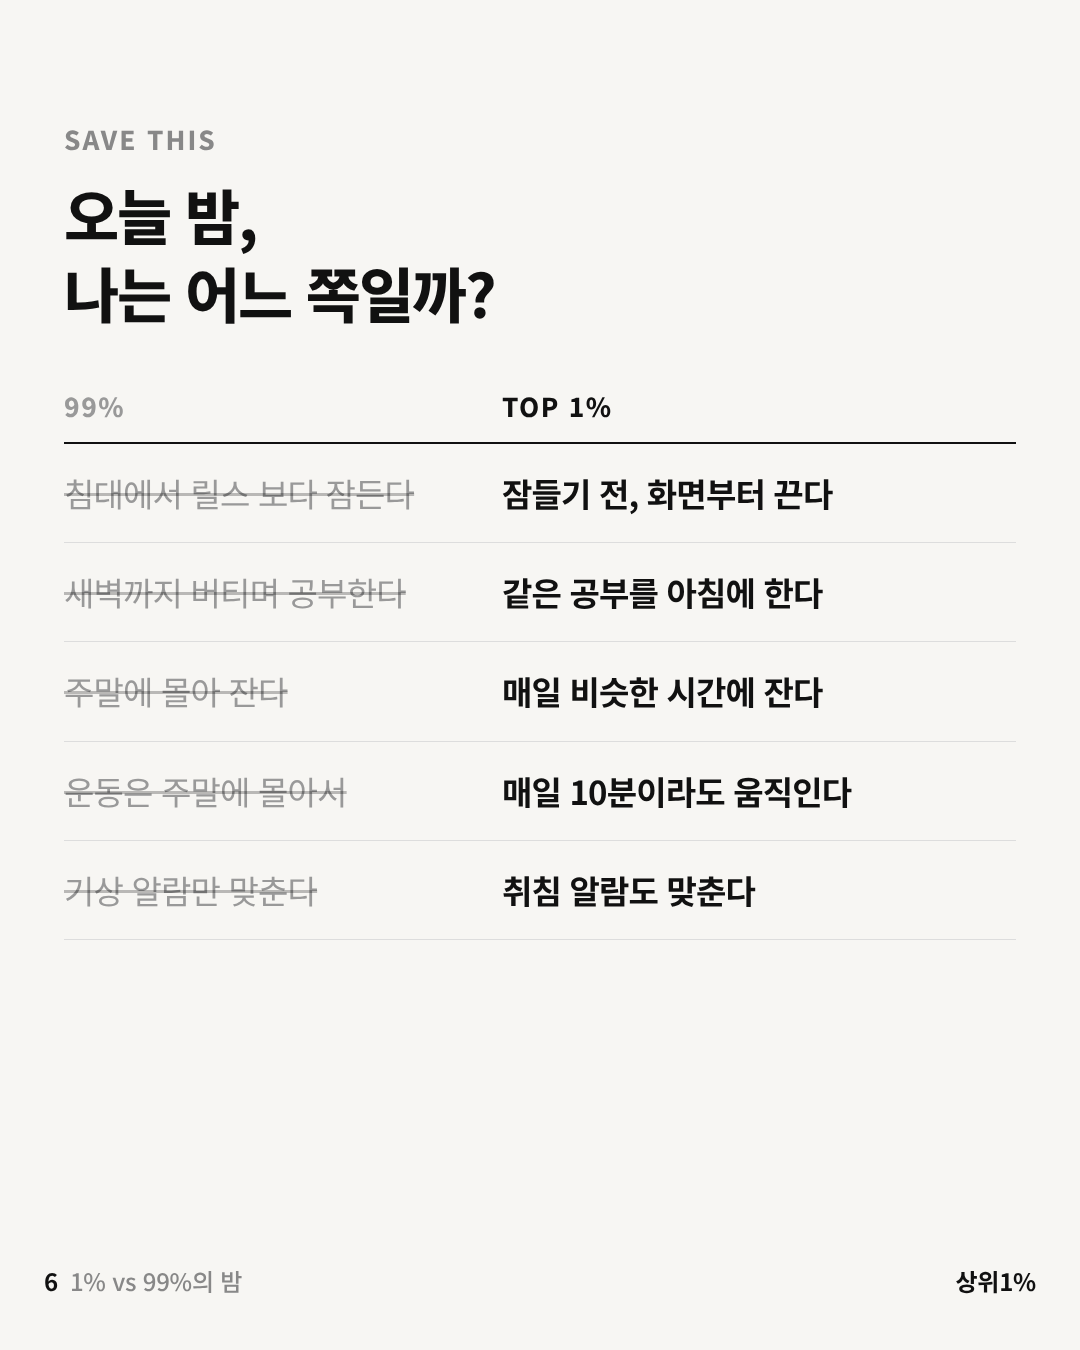 SAVE THIS
오늘 밤,
나는 어느 쪽일까?
99% TOP 1%
침대에서 릴스 보다 잠든다 잠들기 전, 화면부터 끈다
새벽까지 버티며 공부한다 같은 공부를 아침에 한다
주말에 몰아 잔다 매일 비슷한 시간에 잔다
운동은 주말에 몰아서 매일 10분이라도 움직인다
기상 알람만 맞춘다 취침 알람도 맞춘다
6 1% vs 99%의 밤 상위1%